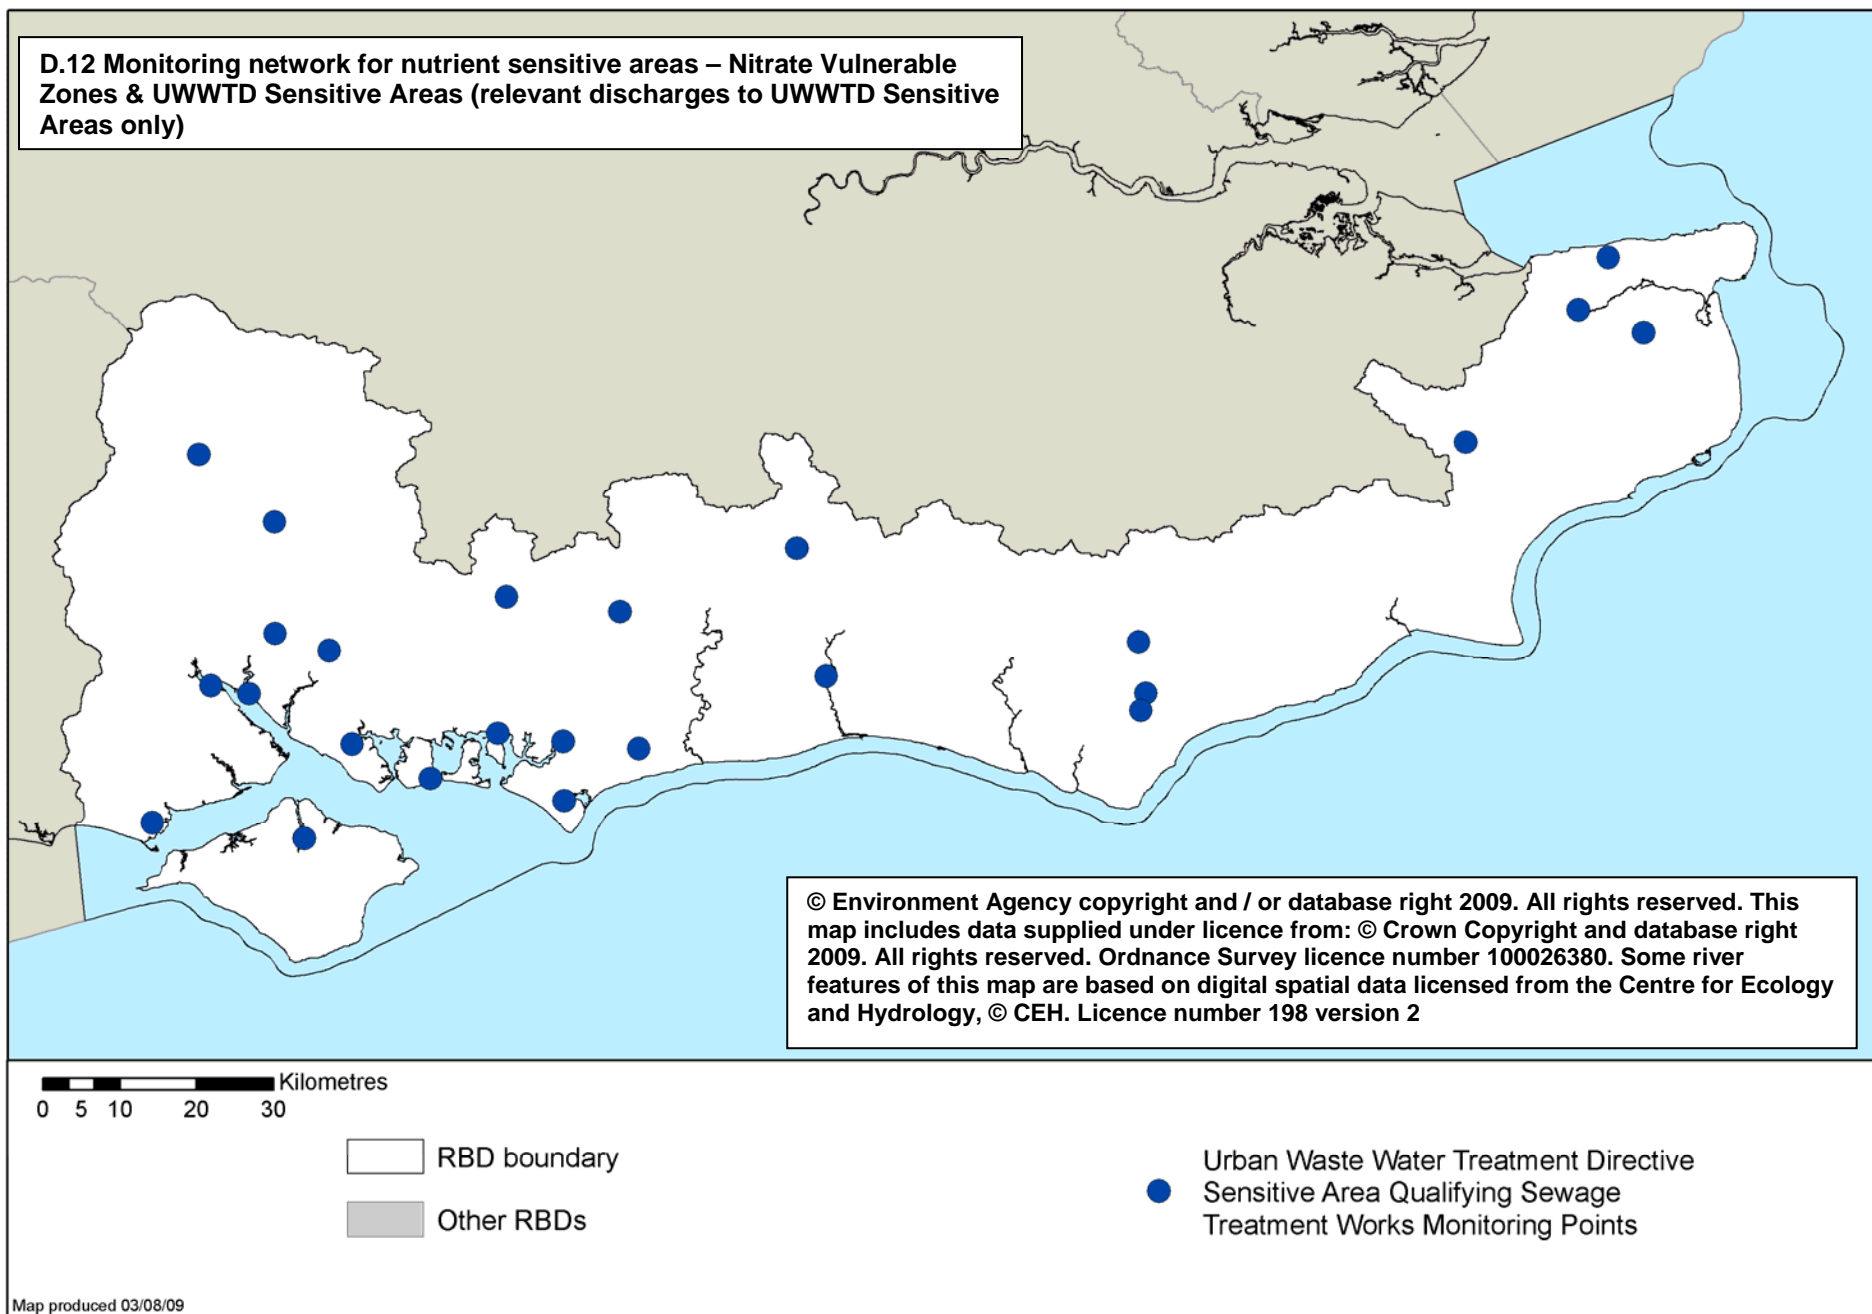 D.12 Monitoring network for nutrient sensitive areas – Nitrate Vulnerable
Zones & UWWTD Sensitive Areas (relevant discharges to UWWTD Sensitive
Areas only)
© Environment Agency copyright and / or database right 2009. All rights reserved. This
map includes data supplied under licence from: © Crown Copyright and database right
2009. All rights reserved. Ordnance Survey licence number 100026380. Some river
features of this map are based on digital spatial data licensed from the Centre for Ecology
and Hydrology, © CEH. Licence number 198 version 2
Kilometres
0 5 10 20 30
RBD boundary
Other RBDs
Urban Waste Water Treatment Directive
Sensitive Area Qualifying Sewage
Treatment Works Monitoring Points
Map produced 03/08/09